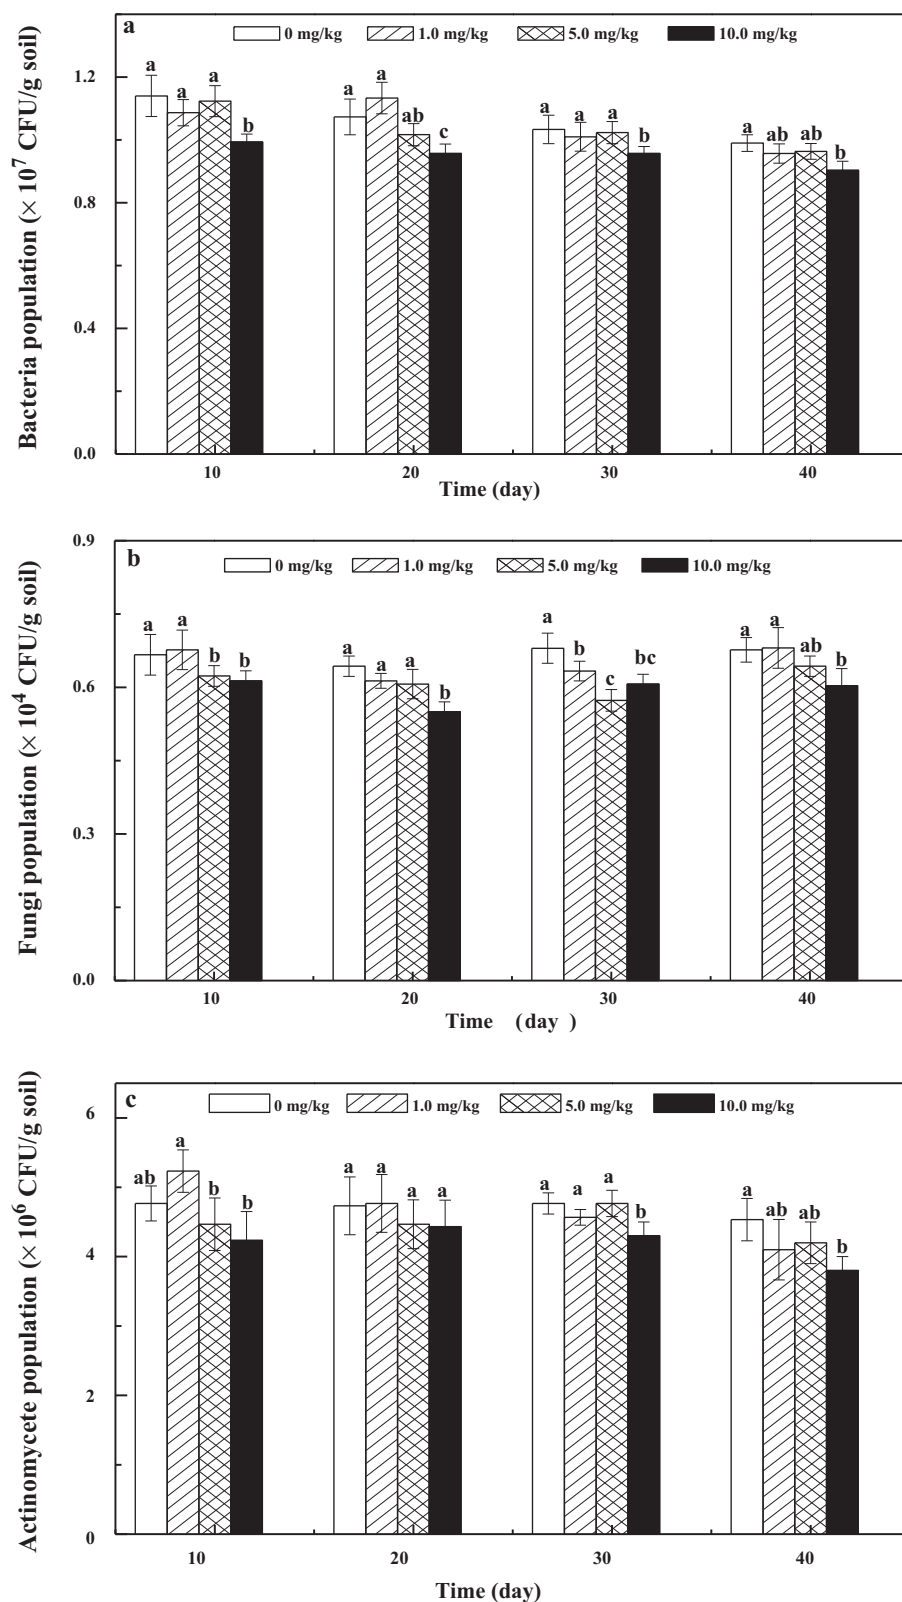 a
0 mg/kg 1.0 mg/kg 5.0 mg/kg 10.0 mg/kg
1.2
0.8
0.4
0.0
a a a b
a a ab c
a a a b
a ab ab b
10 20 30 40
Time (day)
Bacteria population (× 10⁷ CFU/g soil)
b
0 mg/kg 1.0 mg/kg 5.0 mg/kg 10.0 mg/kg
0.9
0.6
0.3
0.0
a a b b
a a a b
a b c bc
a a ab b
10 20 30 40
Time (day )
Fungi population (× 10⁴ CFU/g soil)
c
0 mg/kg 1.0 mg/kg 5.0 mg/kg 10.0 mg/kg
6
4
2
0
ab a b b
a a a a
a a a b
a ab ab b
10 20 30 40
Time (day)
Actinomycete population (× 10⁶ CFU/g soil)